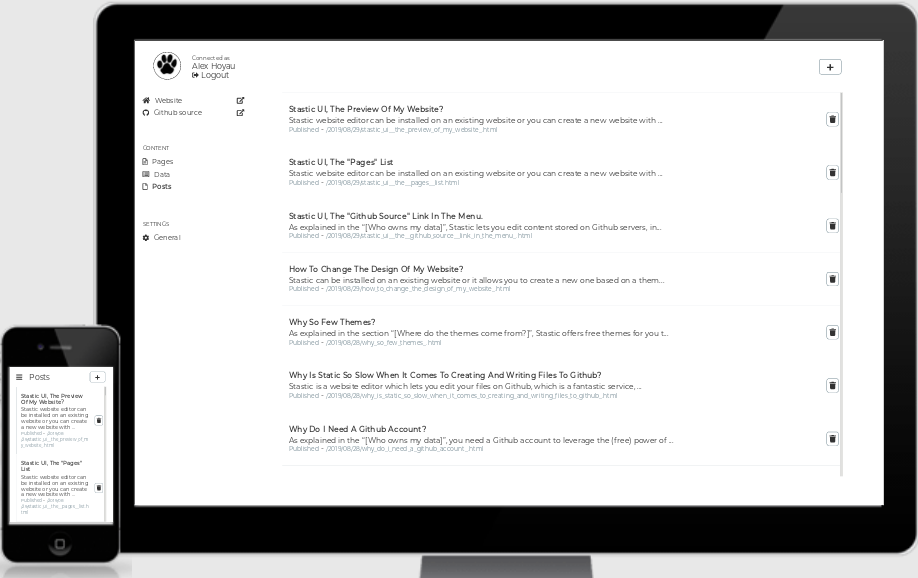 Connected as
Alex Hoyau
Logout
+
Website
Github source
CONTENT
Pages
Data
Posts
SETTINGS
General
Stastic UI, The Preview Of My Website?
Stastic website editor can be installed on an existing website or you can create a new website with ...
Published - /2019/08/29/stastic_ui__the_preview_of_my_website_.html
Stastic UI, The "Pages" List
Stastic website editor can be installed on an existing website or you can create a new website with ...
Published - /2019/08/29/stastic_ui__the__pages__list.html
Stastic UI, The "Github Source" Link In The Menu.
As explained in the "[Who owns my data]", Stastic lets you edit content stored on Github servers, in...
Published - /2019/08/29/stastic_ui__the__github_source__link_in_the_menu_.html
How To Change The Design Of My Website?
Stastic can be installed on an existing website or it allows you to create a new one based on a them...
Published - /2019/08/29/how_to_change_the_design_of_my_website_.html
Why So Few Themes?
As explained in the section "[Where do the themes come from?]", Stastic offers free themes for you t...
Published - /2019/08/28/why_so_few_themes_.html
Why Is Static So Slow When It Comes To Creating And Writing Files To Github?
Stastic is a website editor which lets you edit your files on Github, which is a fantastic service, ...
Published - /2019/08/28/why_is_static_so_slow_when_it_comes_to_creating_and_writing_files_to_github_.html
Why Do I Need A Github Account?
As explained in the "[Who owns my data]", you need a Github account to leverage the (free) power of ...
Published - /2019/08/28/why_do_i_need_a_github_account_.html
Posts
+
Stastic UI, The Preview
Of My Website?
Stastic website editor can
be installed on an existing
website or you can create
a new website with ...
Stastic UI, The "Pages"
List
Stastic website editor can
be installed on an existing
website or you can create
a new website with ...